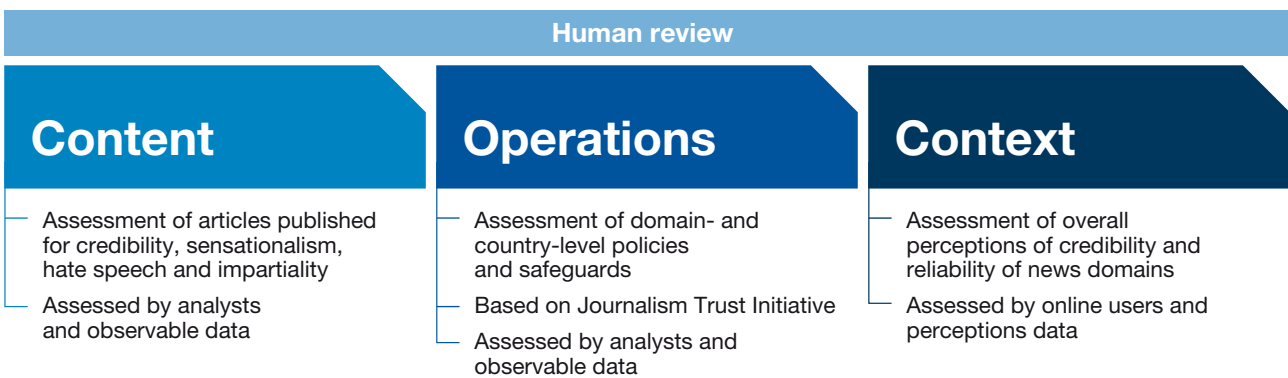 Human review
Content
Assessment of articles published
for credibility, sensationalism,
hate speech and impartiality
Assessed by analysts
and observable data
Operations
Assessment of domain- and
country-level policies
and safeguards
Based on Journalism Trust Initiative
Assessed by analysts and
observable data
Context
Assessment of overall
perceptions of credibility and
reliability of news domains
Assessed by online users and
perceptions data